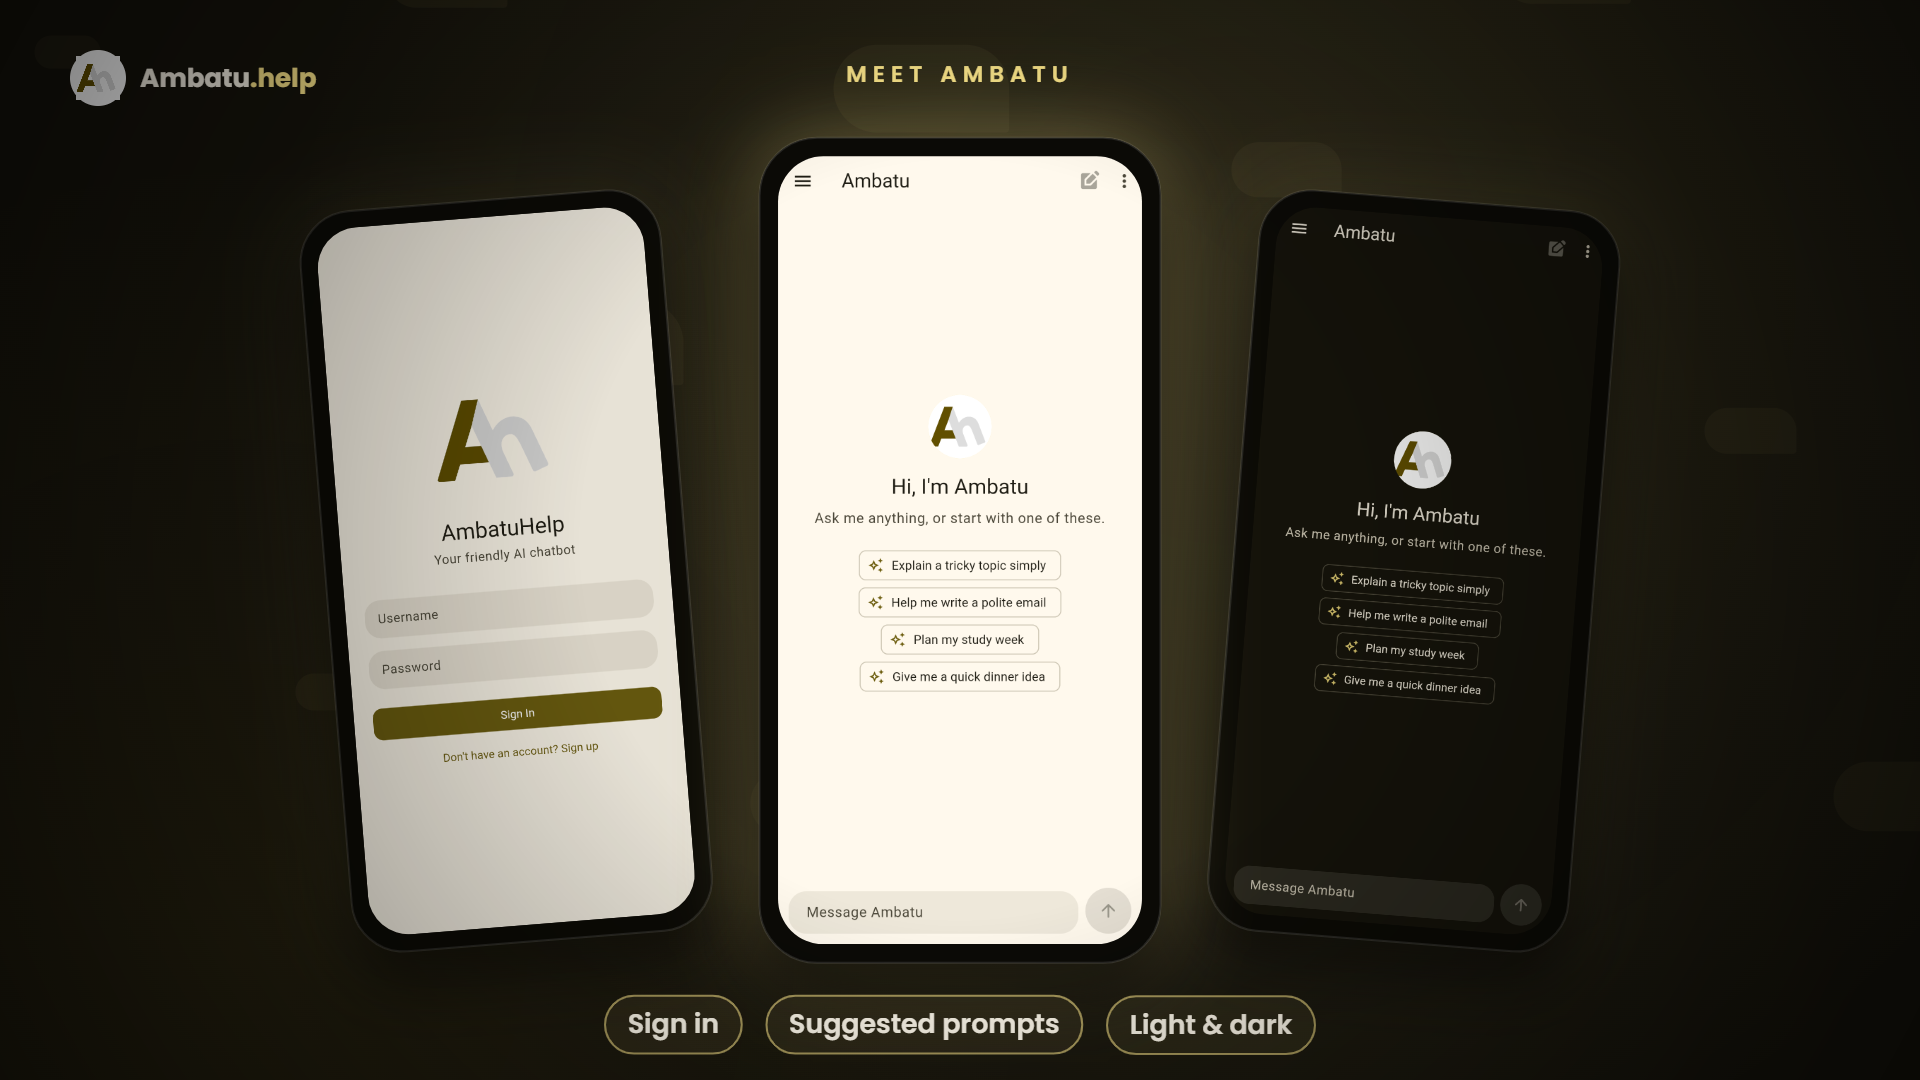 Ambatu.help
MEET AMBATU
AmbatuHelp
Your friendly AI chatbot
Username
Password
Sign In
Don't have an account? Sign up
Ambatu
Hi, I'm Ambatu
Ask me anything, or start with one of these.
Explain a tricky topic simply
Help me write a polite email
Plan my study week
Give me a quick dinner idea
Message Ambatu
Ambatu
Hi, I'm Ambatu
Ask me anything, or start with one of these.
Explain a tricky topic simply
Help me write a polite email
Plan my study week
Give me a quick dinner idea
Message Ambatu
Sign in
Suggested prompts
Light & dark